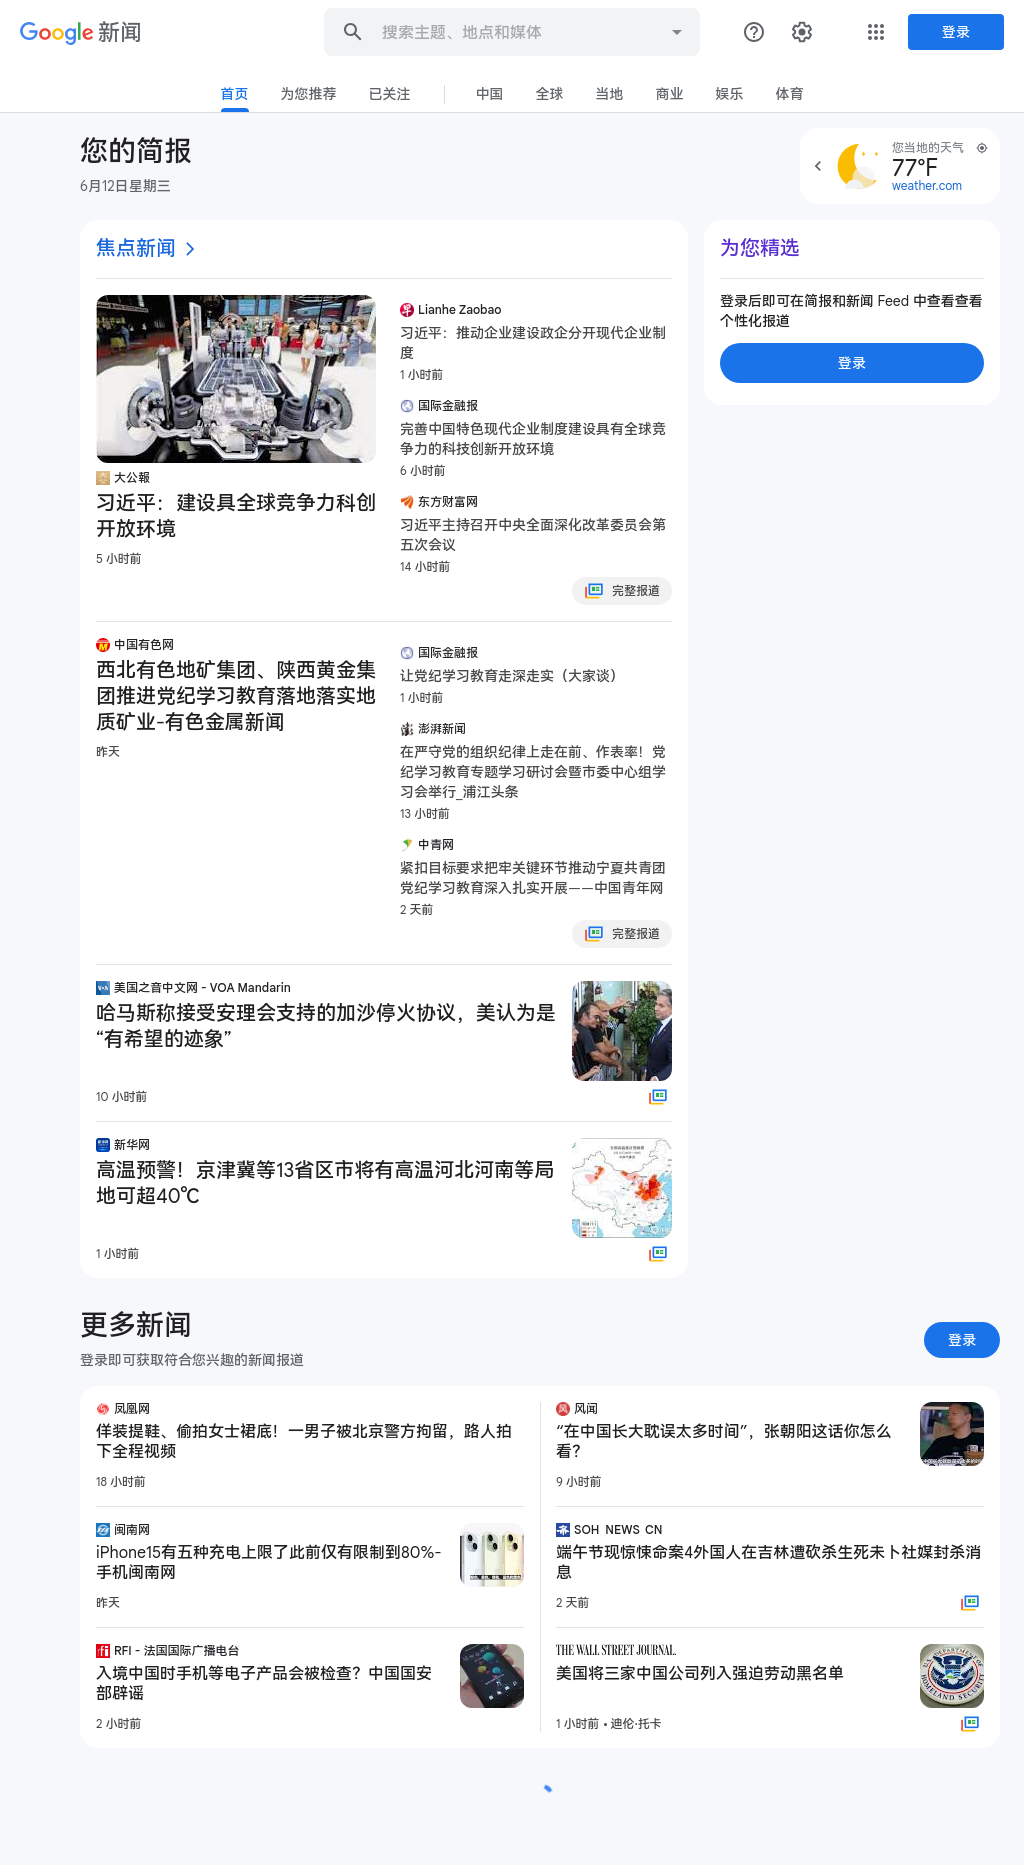 Google 新闻
搜索主题、地点和媒体
登录
首页
为您推荐
已关注
中国
全球
当地
商业
娱乐
体育
您的简报
6月12日星期三
您当地的天气
77°F
weather.com
焦点新闻
大公報
习近平：建设具全球竞争力科创
开放环境
5 小时前
Lianhe Zaobao
习近平：推动企业建设政企分开现代企业制
度
1 小时前
国际金融报
完善中国特色现代企业制度建设具有全球竞
争力的科技创新开放环境
6 小时前
东方财富网
习近平主持召开中央全面深化改革委员会第
五次会议
14 小时前
完整报道
中国有色网
西北有色地矿集团、陕西黄金集
团推进党纪学习教育落地落实地
质矿业-有色金属新闻
昨天
国际金融报
让党纪学习教育走深走实（大家谈）
1 小时前
澎湃新闻
在严守党的组织纪律上走在前、作表率！党
纪学习教育专题学习研讨会暨市委中心组学
习会举行_浦江头条
13 小时前
中青网
紧扣目标要求把牢关键环节推动宁夏共青团
党纪学习教育深入扎实开展——中国青年网
2 天前
完整报道
美国之音中文网 - VOA Mandarin
哈马斯称接受安理会支持的加沙停火协议，美认为是
“有希望的迹象”
10 小时前
新华网
高温预警！京津冀等13省区市将有高温河北河南等局
地可超40℃
1 小时前
为您精选
登录后即可在简报和新闻 Feed 中查看查看
个性化报道
登录
更多新闻
登录即可获取符合您兴趣的新闻报道
登录
凤凰网
佯装提鞋、偷拍女士裙底！一男子被北京警方拘留，路人拍
下全程视频
18 小时前
闽南网
iPhone15有五种充电上限了此前仅有限制到80%-
手机闽南网
昨天
RFI - 法国国际广播电台
入境中国时手机等电子产品会被检查？中国国安
部辟谣
2 小时前
风闻
“在中国长大耽误太多时间”，张朝阳这话你怎么
看？
9 小时前
SOH_NEWS_CN
端午节现惊悚命案4外国人在吉林遭砍杀生死未卜社媒封杀消
息
2 天前
THE WALL STREET JOURNAL.
美国将三家中国公司列入强迫劳动黑名单
1 小时前 • 迪伦·托卡